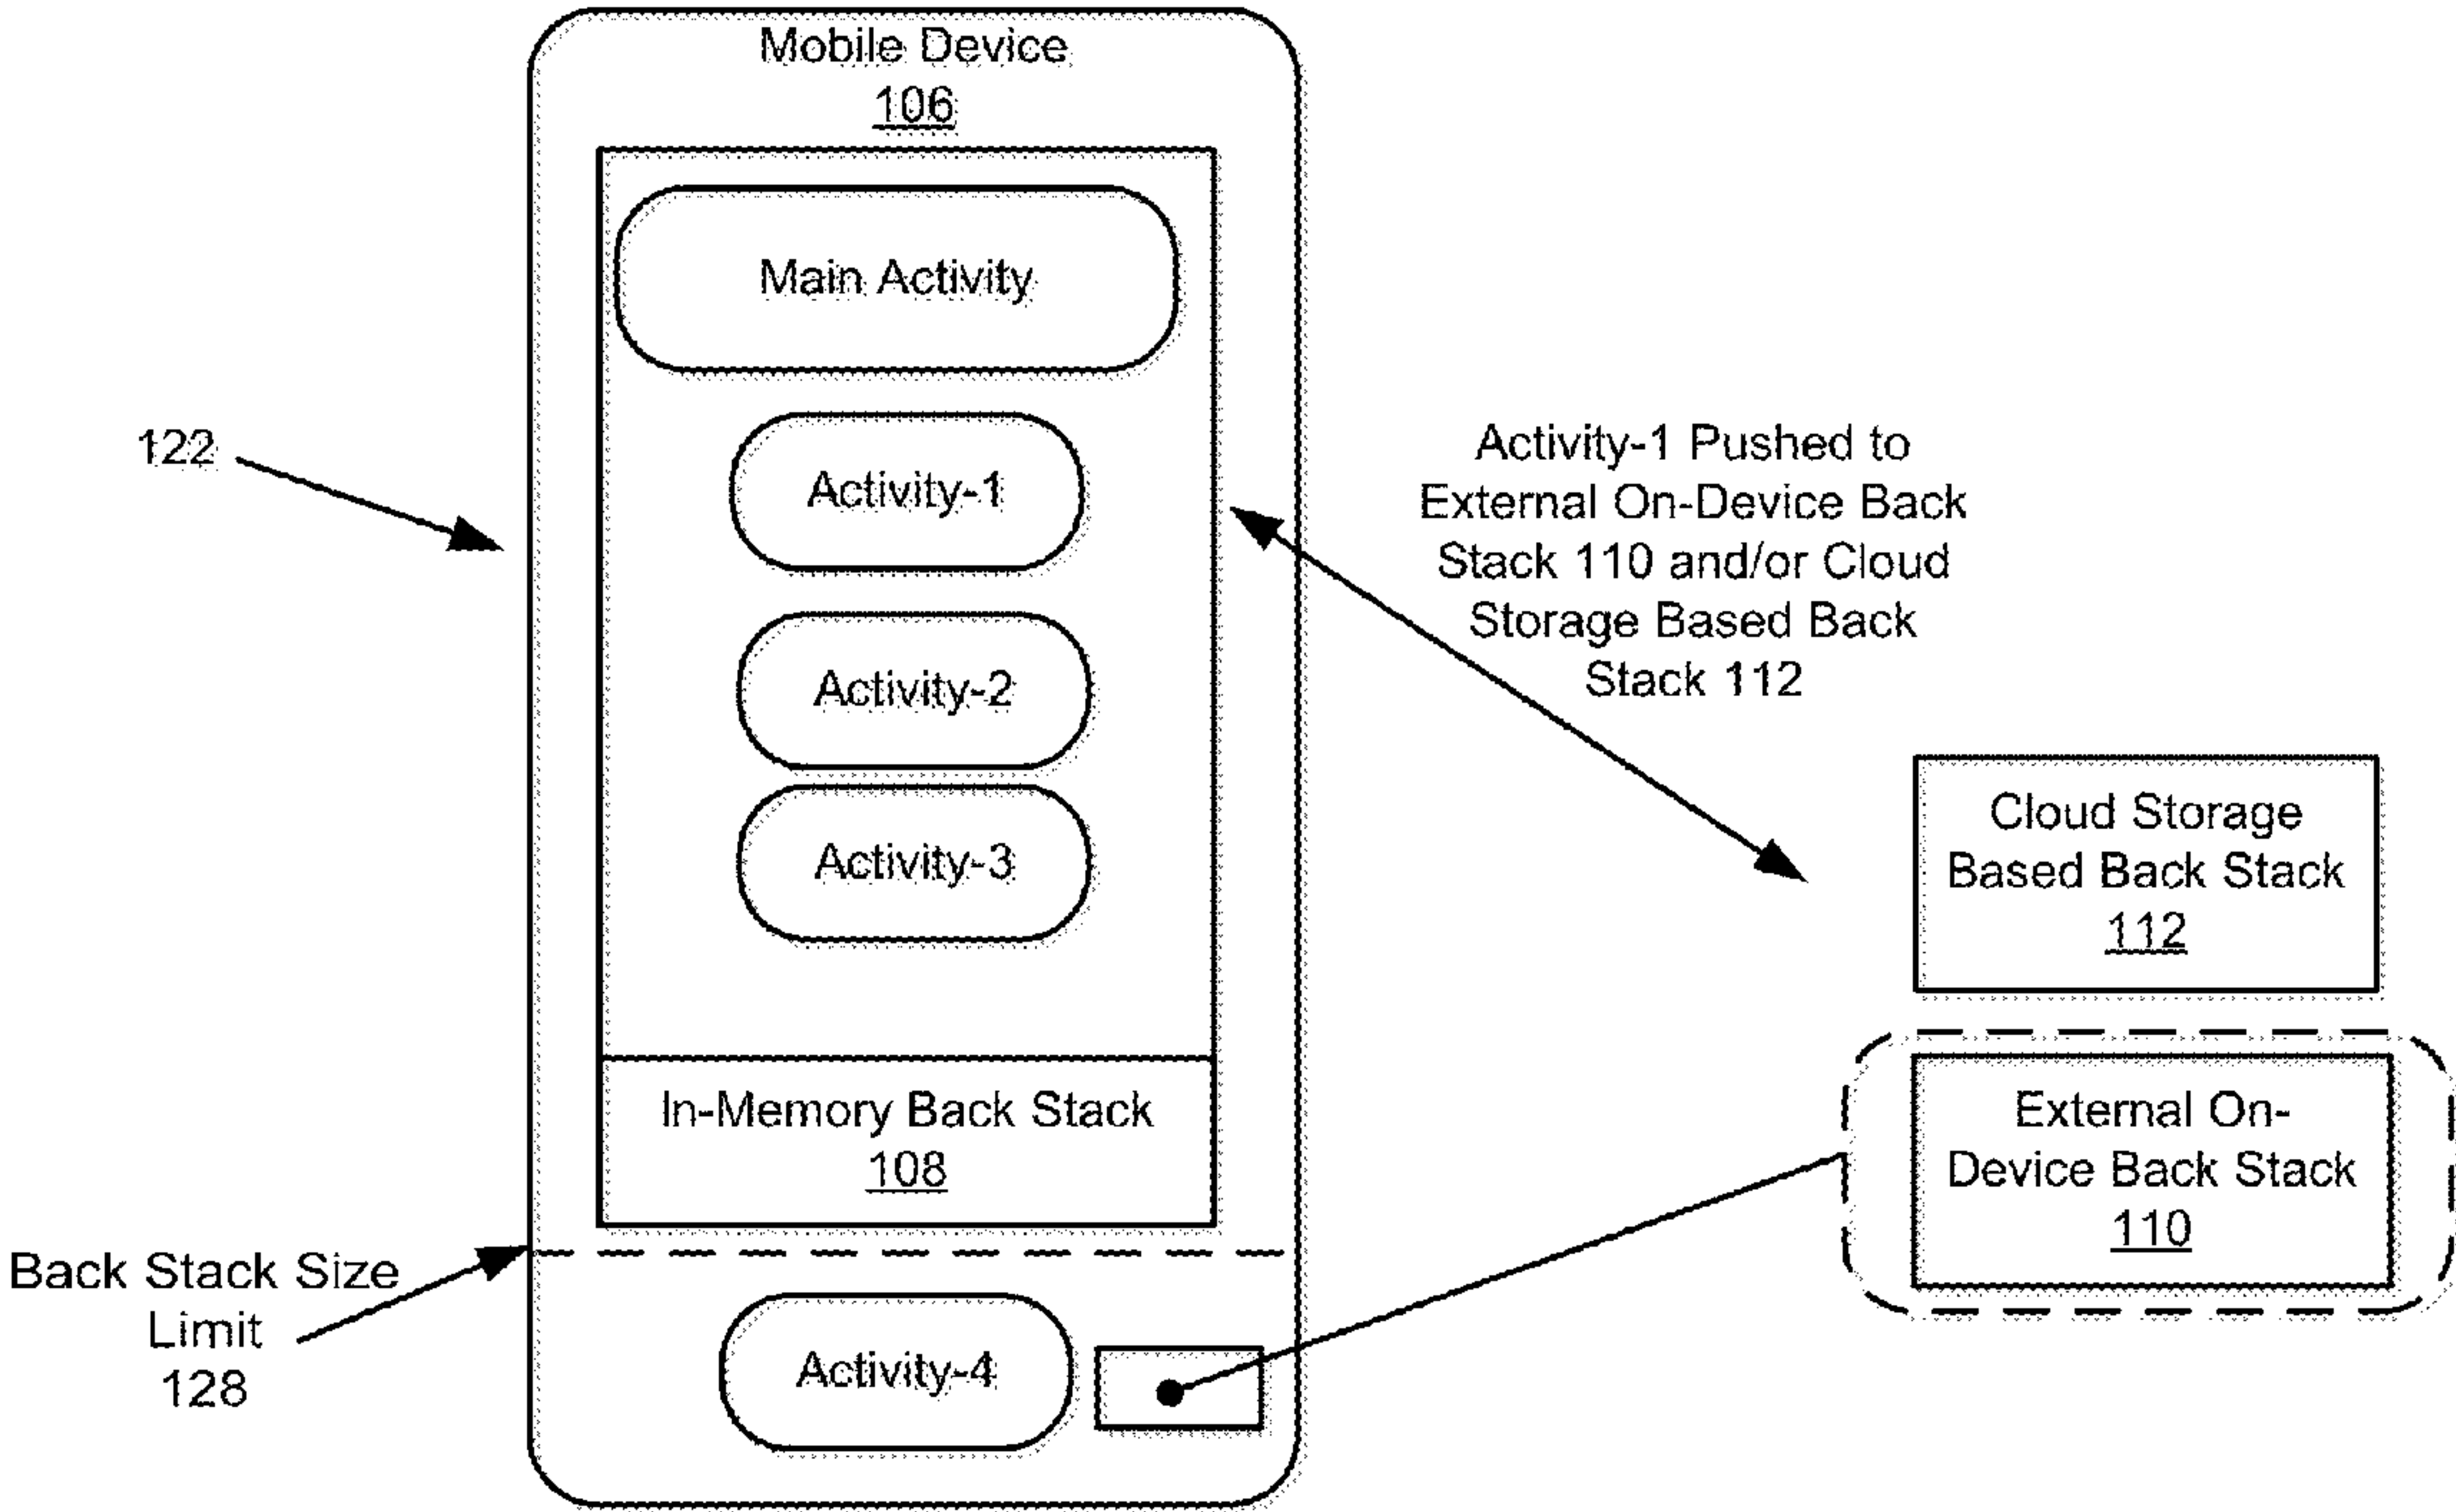 Mobile Device
106
Main Activity
122
Activity-1
Activity-2
Activity-3
In-Memory Back Stack
108
Back Stack Size
Limit
128
Activity-4
Activity-1 Pushed to
External On-Device Back
Stack 110 and/or Cloud
Storage Based Back
Stack 112
Cloud Storage
Based Back Stack
112
External On-
Device Back Stack
110